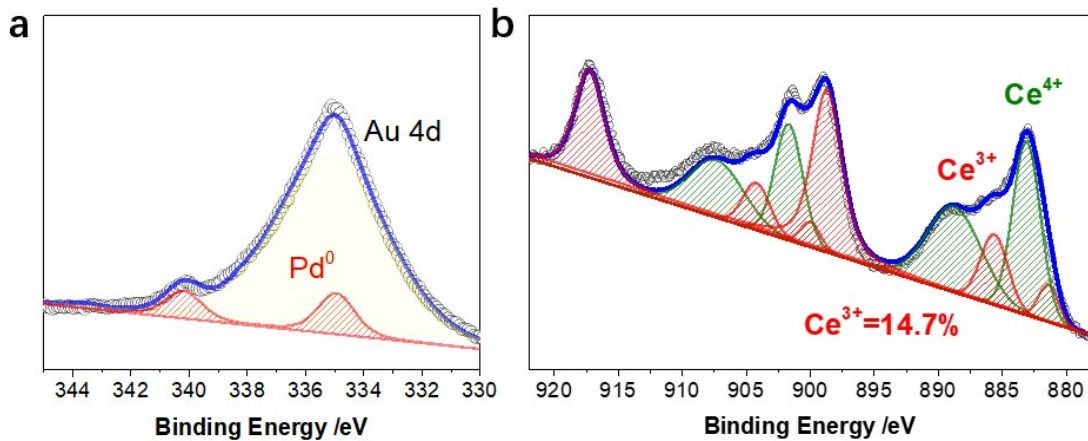 a
Au 4d
Pd⁰
344 342 340 338 336 334 332 330
Binding Energy /eV
b
Ce⁴⁺
Ce³⁺
Ce³⁺=14.7%
920 915 910 905 900 895 890 885 880
Binding Energy /eV